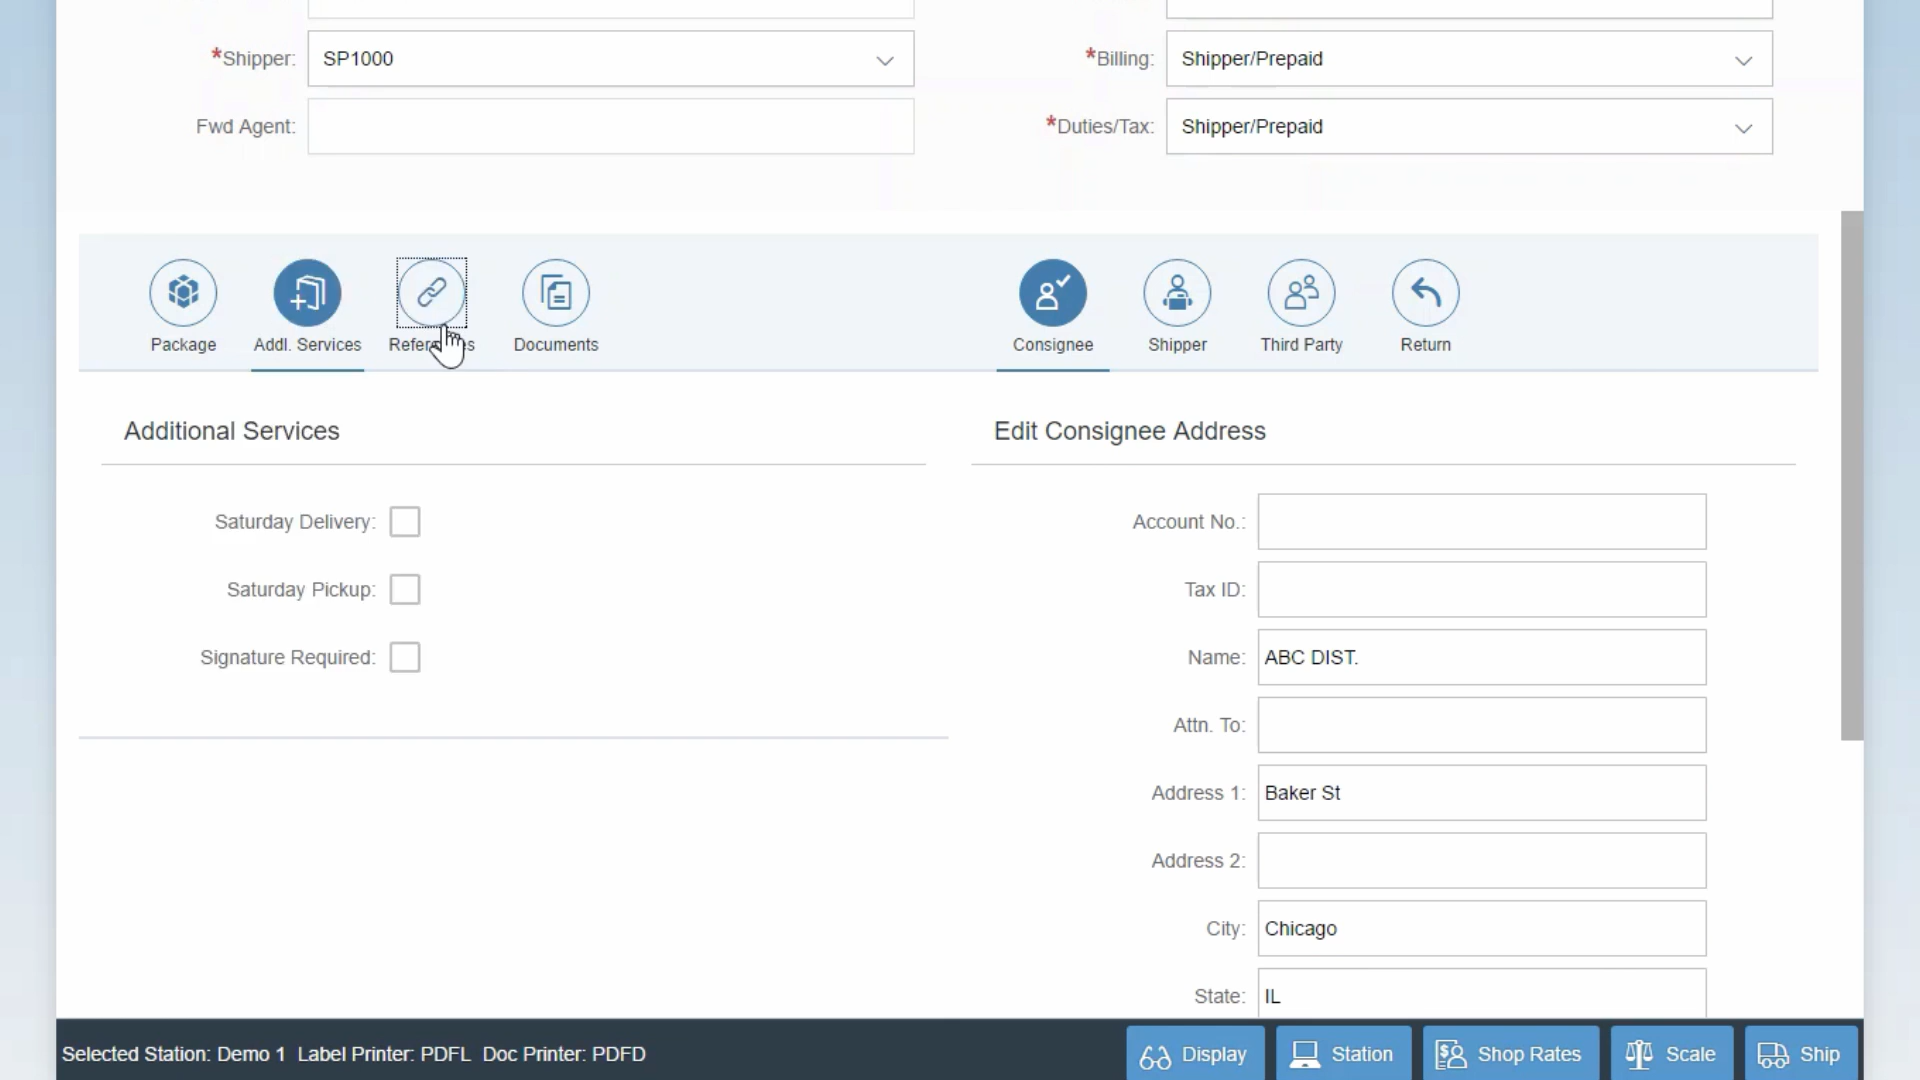 *Shipper: SP1000
*Billing: Shipper/Prepaid
Fwd Agent:
*Duties/Tax: Shipper/Prepaid
Package
Addl. Services
Documents
Consignee
Shipper
Third Party
Return
Additional Services
Edit Consignee Address
Saturday Delivery:
Saturday Pickup:
Signature Required:
Account No.:
Tax ID:
Name: ABC DIST.
Attn. To:
Address 1: Baker St
Address 2:
City: Chicago
State: IL
Selected Station: Demo 1 Label Printer: PDFL Doc Printer: PDFD
Display
Station
Shop Rates
Scale
Ship